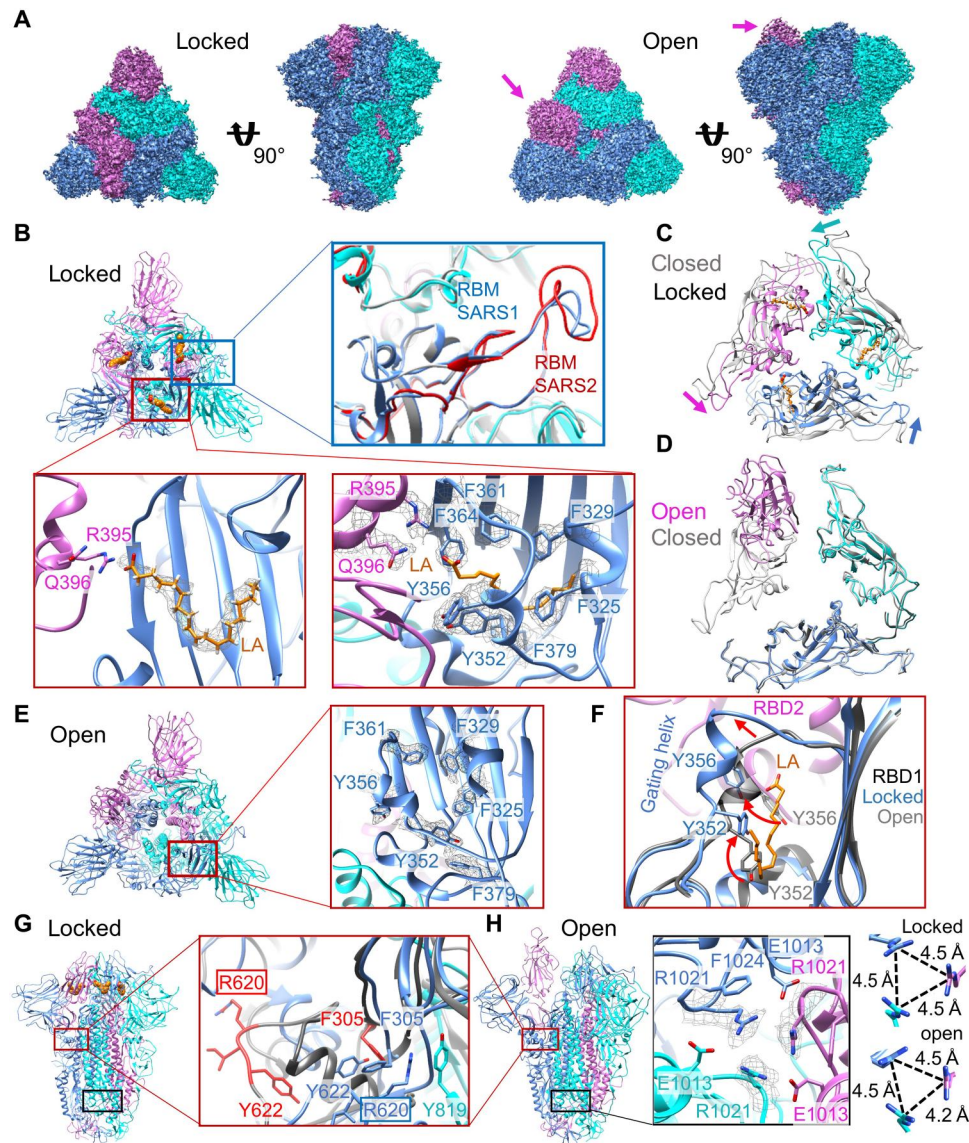 A
Locked
90°
Open
90°
B
Locked
RBM
SARS1
RBM
SARS2
C
Closed
Locked
R395
Q396
LA
R395
F361
F364
F329
Q396
LA
Y356
F325
Y352
F379
D
Open
Closed
E
Open
F361
F329
Y356
F325
Y352
F379
F
RBD2
Gating helix
Y356
LA
RBD1
Locked
Open
Y356
Y352
Y352
G
Locked
R620
F305
F305
Y622
Y622
R620
Y819
H
Open
E1013
F1024
R1021
R1021
E1013
R1021
E1013
Locked
4.5 Å
4.5 Å
4.5 Å
open
4.5 Å
4.5 Å
4.2 Å